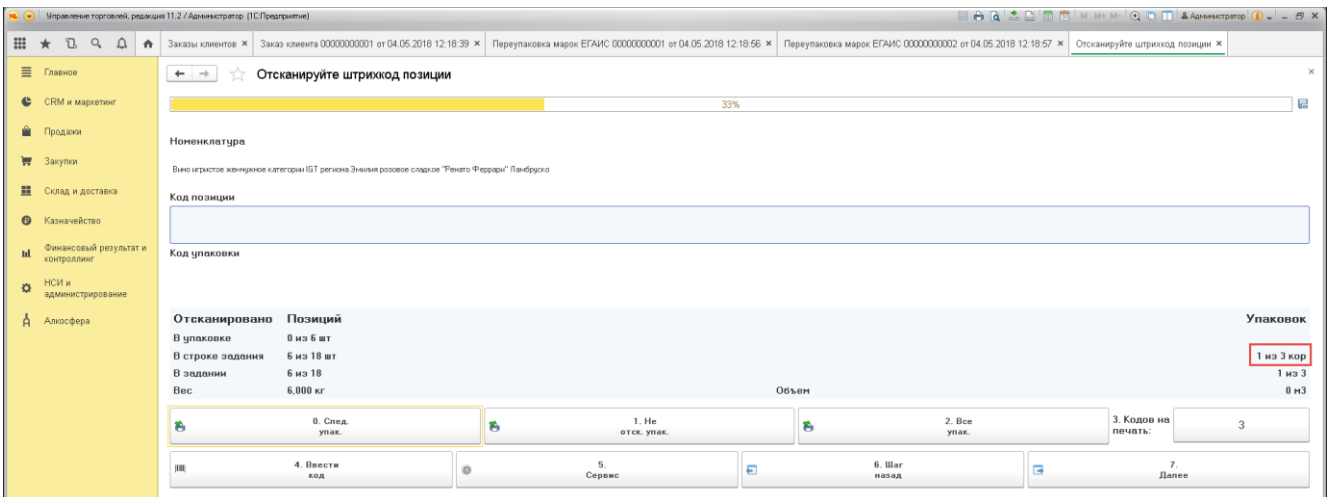 Управление торговлей, редакция 11.2 / Администратор (1С:Предприятие)
M M+ M-
Администратор
Заказы клиентов ×
Заказ клиента 00000000001 от 04.05.2018 12:18:39 ×
Переупаковка марок ЕГАИС 00000000001 от 04.05.2018 12:18:56 ×
Переупаковка марок ЕГАИС 00000000002 от 04.05.2018 12:18:57 ×
Отсканируйте штрихкод позиции ×
Главное
CRM и маркетинг
Продажи
Закупки
Склад и доставка
Казначейство
Финансовый результат и
контроллинг
НСИ и
администрирование
Алкосфера
Отсканируйте штрихкод позиции
33%
Номенклатура
Вино игристое жемчужное категории IGT региона Эмилия розовое сладкое "Ренато Феррари" Ламбруско
Код позиции
Код упаковки
Отсканировано Позиций Упаковок
В упаковке 0 из 6 шт
В строке задания 6 из 18 шт 1 из 3 кор
В задании 6 из 18 1 из 3
Вес 6,000 кг Объем 0 м3
0. След.
упак.
1. Не
отск. упак.
2. Все
упак.
3. Кодов на
печать:
3
4. Ввести
код
5.
Сервис
6. Шаг
назад
7.
Далее